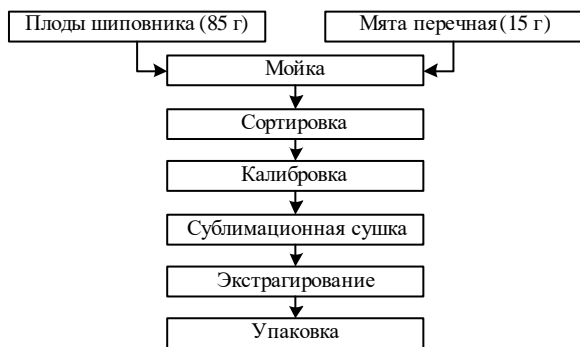 Плоды шиповника (85 г)
Мята перечная (15 г)
Мойка
Сортировка
Калибровка
Сублимационная сушка
Экстрагирование
Упаковка